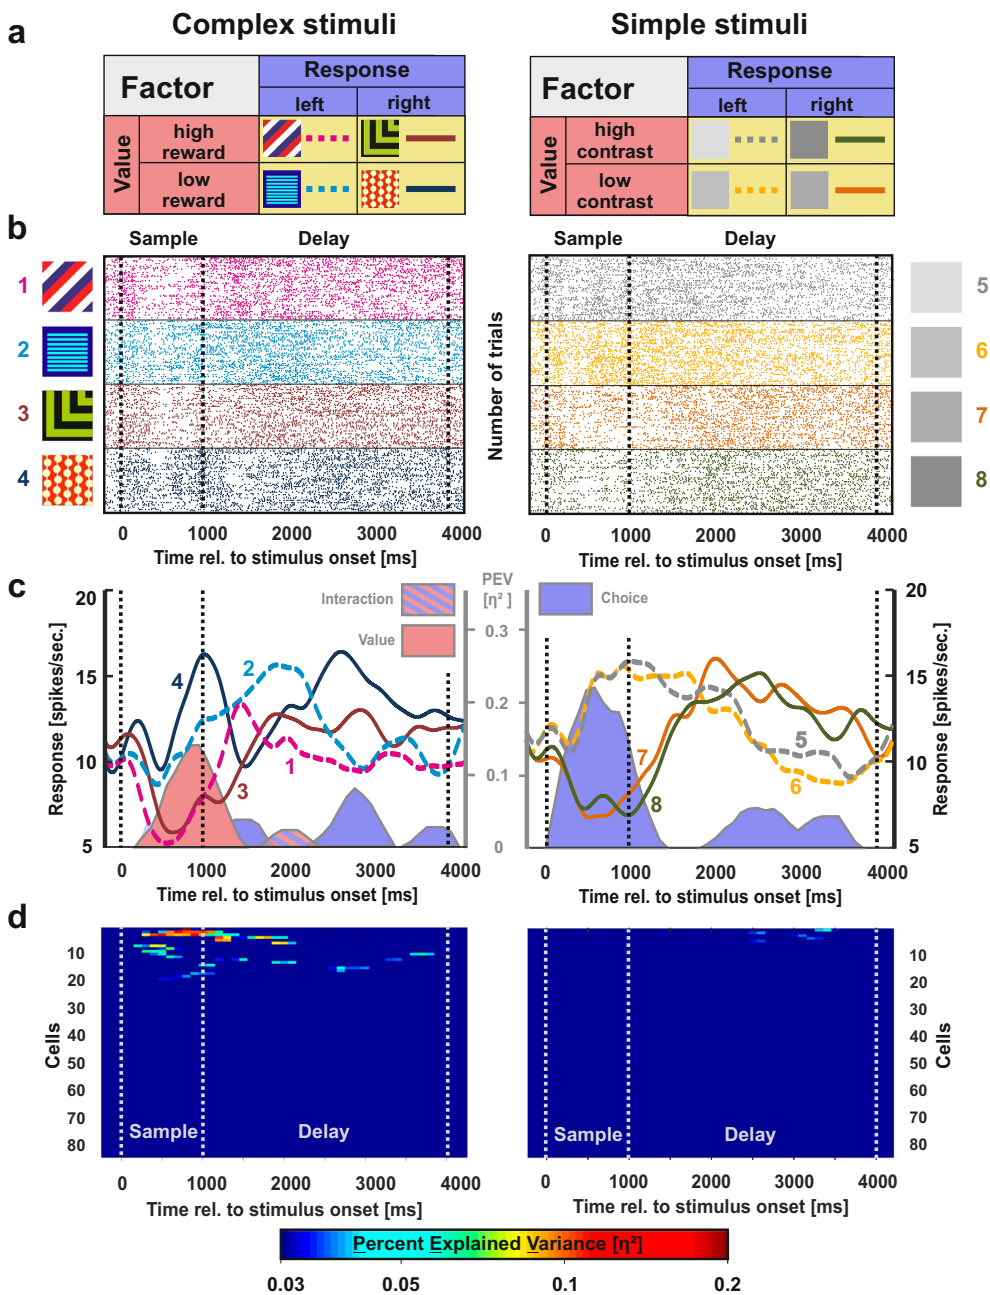 a
Complex stimuli
Simple stimuli
Factor
Response
left
right
Value
high reward
low reward
Factor
Response
left
right
Value
high contrast
low contrast
b
Sample
Delay
Sample
Delay
1
2
3
4
Number of trials
5
6
7
8
0
1000
2000
3000
4000
Time rel. to stimulus onset [ms]
0
1000
2000
3000
4000
Time rel. to stimulus onset [ms]
c
20
15
10
5
Response [spikes/sec.]
Interaction
Value
PEV
[η² ]
Choice
0.3
0.2
0.1
0
4
2
3
1
7
8
5
6
20
15
10
5
Response [spikes/sec.]
0
1000
2000
3000
4000
Time rel. to stimulus onset [ms]
0
1000
2000
3000
4000
Time rel. to stimulus onset [ms]
d
Cells
10
20
30
40
50
60
70
80
Sample
Delay
Sample
Delay
10
20
30
40
50
60
70
80
Cells
0
1000
2000
3000
4000
Time rel. to stimulus onset [ms]
0
1000
2000
3000
4000
Time rel. to stimulus onset [ms]
Percent Explained Variance [η²]
0.03
0.05
0.1
0.2